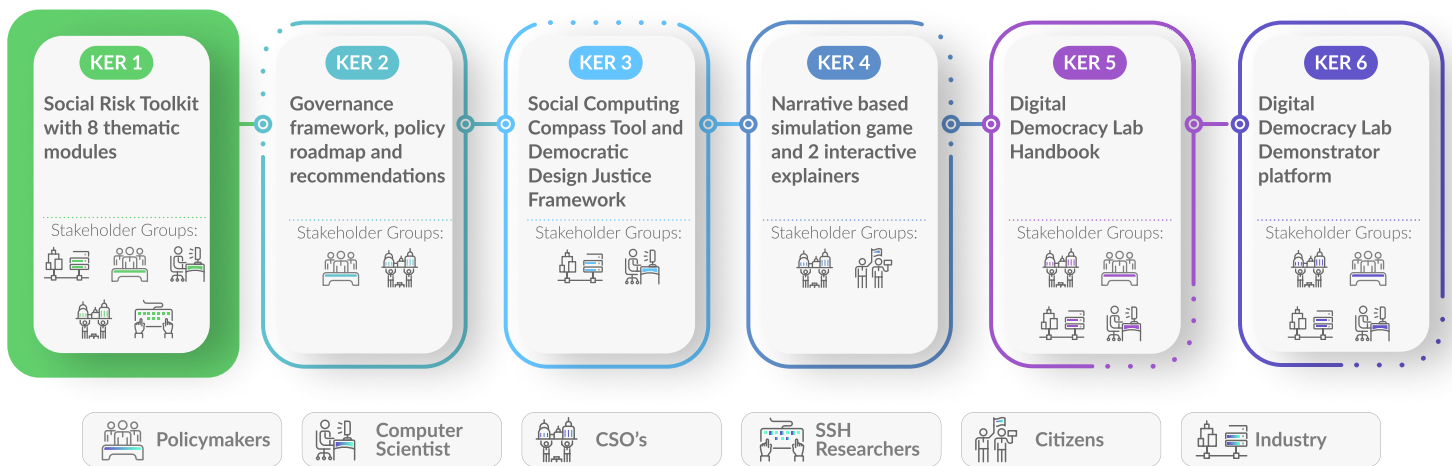 KER 1
Social Risk Toolkit
with 8 thematic
modules
Stakeholder Groups:
KER 2
Governance
framework, policy
roadmap and
recommendations
Stakeholder Groups:
KER 3
Social Computing
Compass Tool and
Democratic
Design Justice
Framework
Stakeholder Groups:
KER 4
Narrative based
simulation game
and 2 interactive
explainers
Stakeholder Groups:
KER 5
Digital
Democracy Lab
Handbook
Stakeholder Groups:
KER 6
Digital
Democracy Lab
Demonstrator
platform
Stakeholder Groups:
Policymakers
Computer
Scientist
CSO's
SSH
Researchers
Citizens
Industry